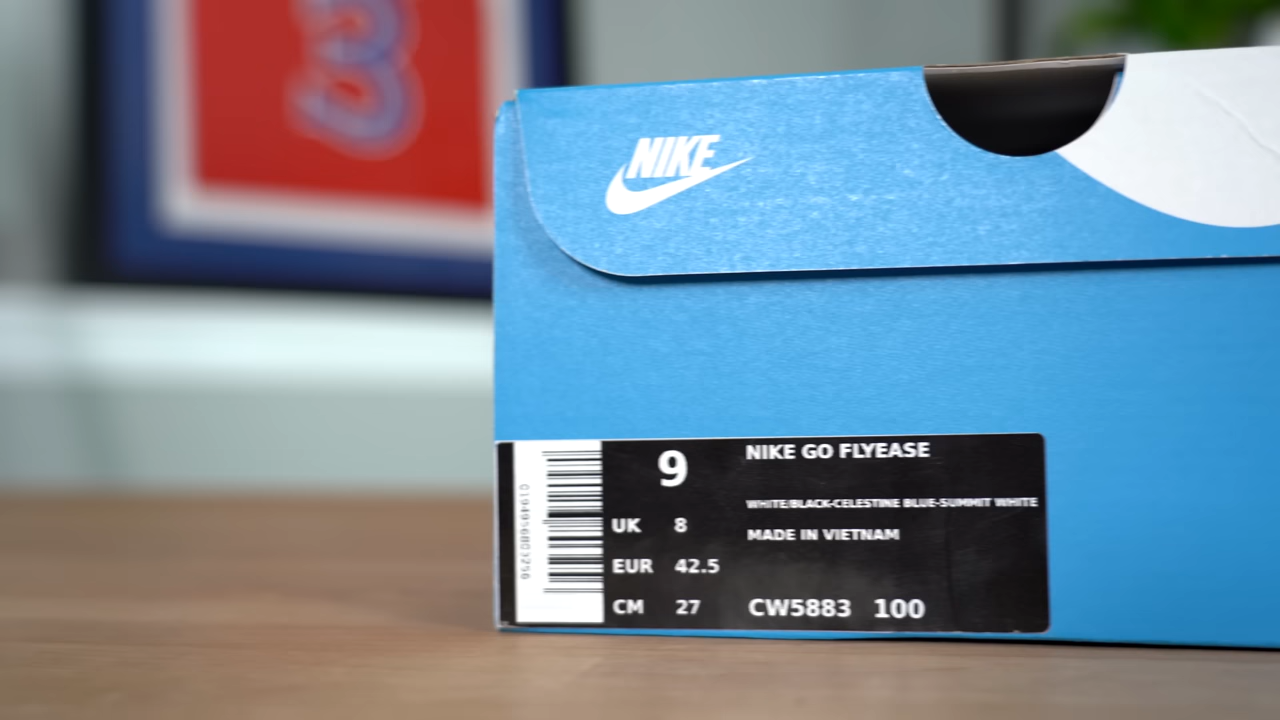 NIKE
9
NIKE GO FLYEASE
WHITE/BLACK-CELESTINE BLUE-SUMMIT WHITE
UK 8
MADE IN VIETNAM
EUR 42.5
CM 27
CW5883 100